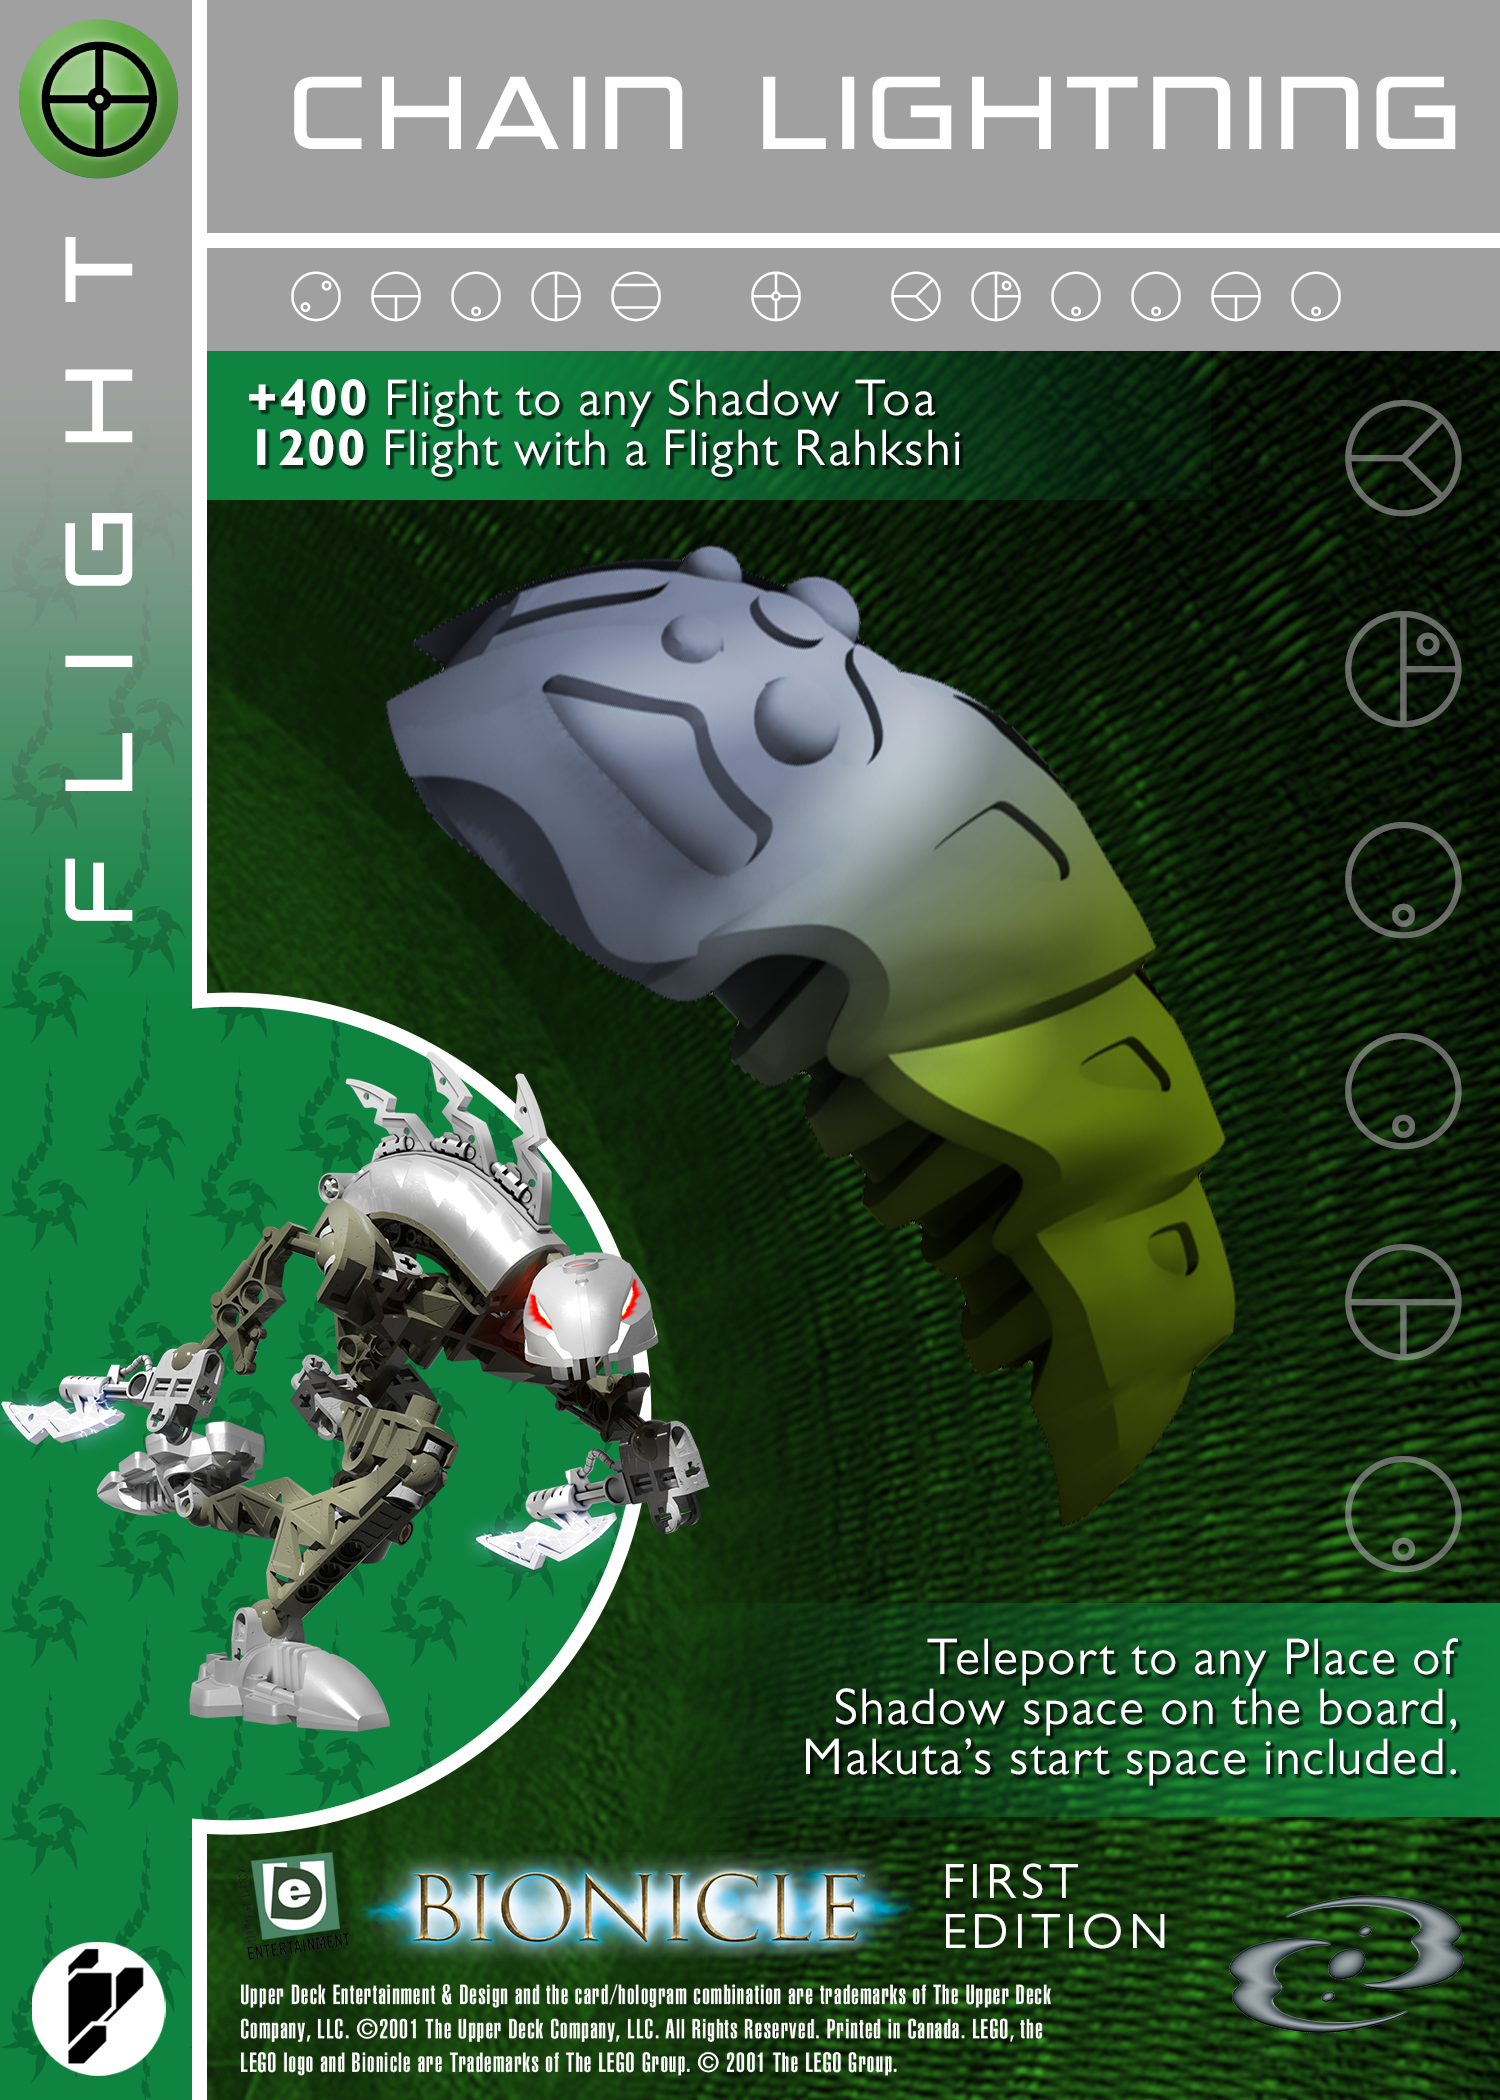 CHAIN LIGHTNING
FLIGHT
+400 Flight to any Shadow Toa
1200 Flight with a Flight Rahkshi
Teleport to any Place of
Shadow space on the board,
Makuta's start space included.
e
ENTERTAINMENT
BIONICLE
FIRST
EDITION
Upper Deck Entertainment & Design and the card/hologram combination are trademarks of The Upper Deck
Company, LLC. ©2001 The Upper Deck Company, LLC. All Rights Reserved. Printed in Canada. LEGO, the
LEGO logo and Bionicle are Trademarks of The LEGO Group. © 2001 The LEGO Group.